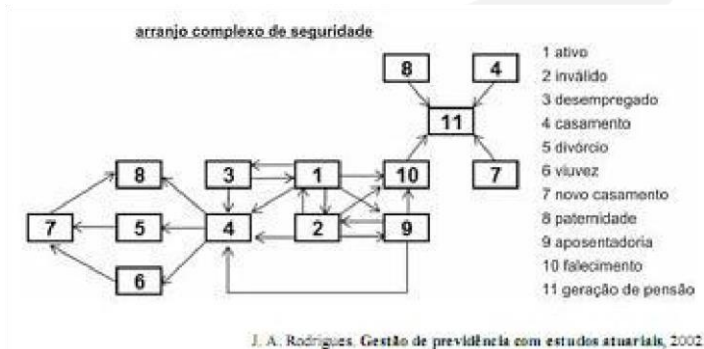 arranjo complexo de seguridade
8 4
11
8 3 1 10 7
7 5 4 2 9
6
1 ativo
2 inválido
3 desempregado
4 casamento
5 divórcio
6 viuvez
7 novo casamento
8 paternidade
9 aposentadoria
10 falecimento
11 geração de pensão
J. A. Rodrigues, Gestão de previdência com estudos atuariais, 2002